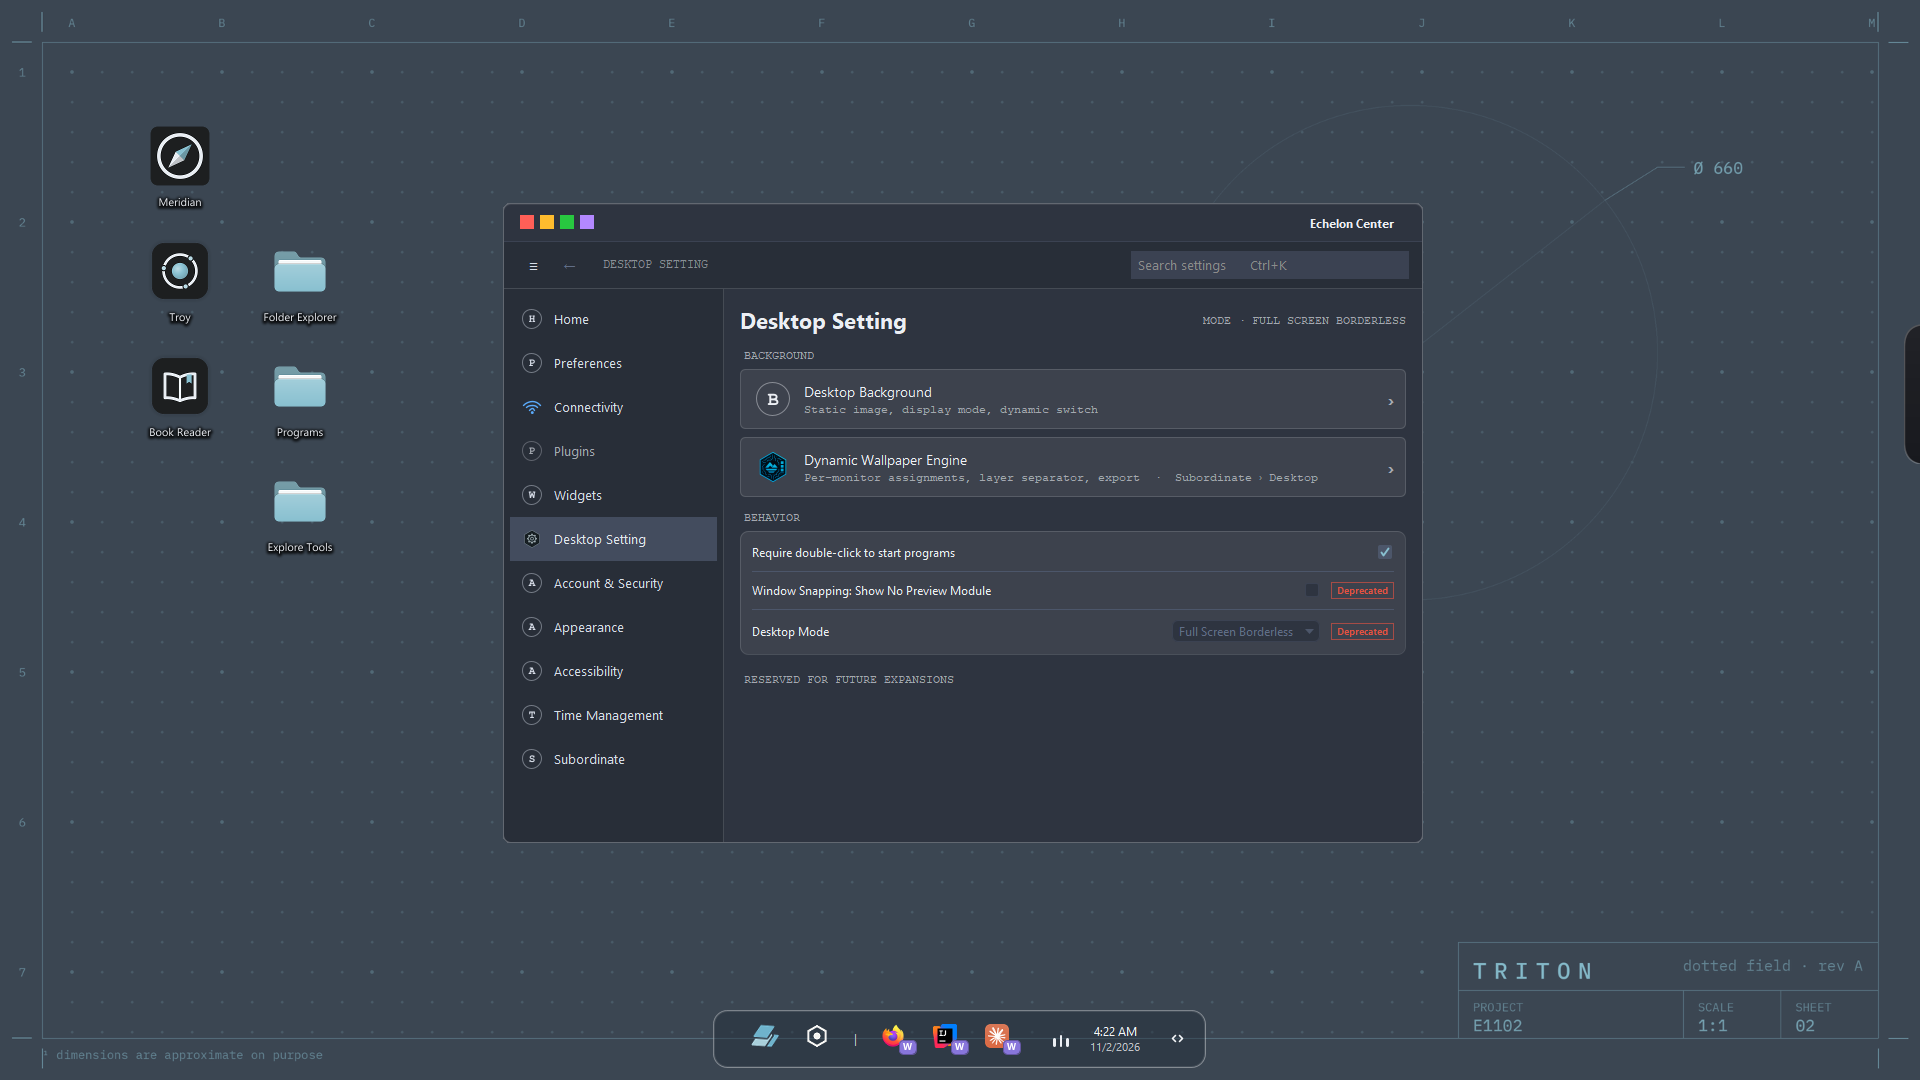 A B C D E F G H I J K L M
1
2
3
4
5
6
7
Ø 660
Meridian
Troy
Folder Explorer
Book Reader
Programs
Explore Tools
Echelon Center
☰ ← DESKTOP SETTING
Search settings Ctrl+K
H Home
P Preferences
Connectivity
P Plugins
W Widgets
Desktop Setting
A Account & Security
A Appearance
A Accessibility
T Time Management
S Subordinate
Desktop Setting
MODE · FULL SCREEN BORDERLESS
BACKGROUND
B Desktop Background
Static image, display mode, dynamic switch
Dynamic Wallpaper Engine
Per-monitor assignments, layer separator, export · Subordinate › Desktop
BEHAVIOR
Require double-click to start programs
Window Snapping: Show No Preview Module Deprecated
Desktop Mode Full Screen Borderless Deprecated
RESERVED FOR FUTURE EXPANSIONS
TRITON dotted field · rev A
PROJECT SCALE SHEET
E1102 1:1 02
dimensions are approximate on purpose
W
IJ W
W
4:22 AM
11/2/2026